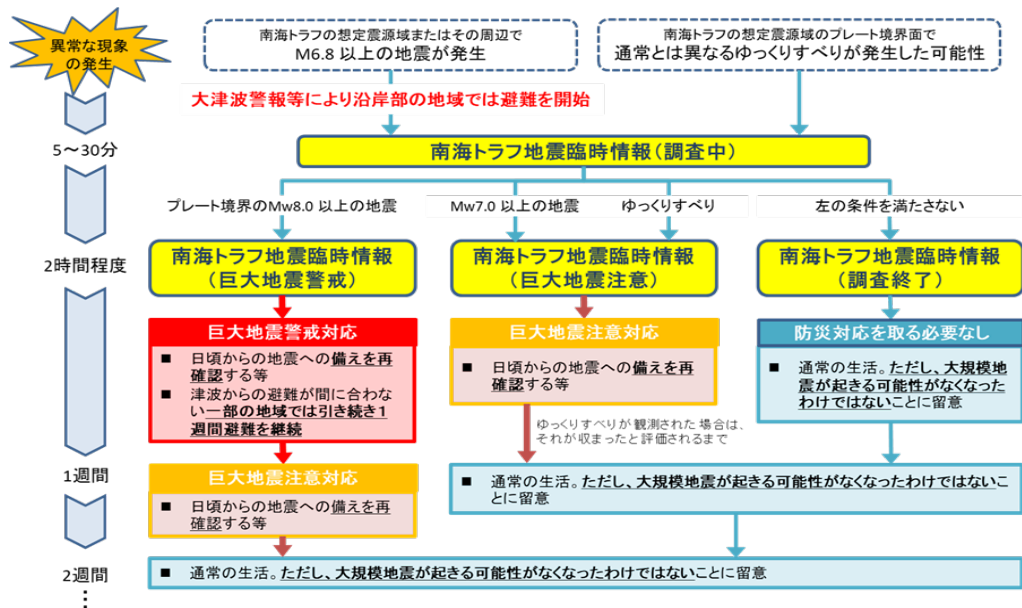 異常な現象
の発生
南海トラフの想定震源域またはその周辺で
M6.8 以上の地震が発生
南海トラフの想定震源域のプレート境界面で
通常とは異なるゆっくりすべりが発生した可能性
大津波警報等により沿岸部の地域では避難を開始
5～30分
南海トラフ地震臨時情報(調査中)
プレート境界のMw8.0 以上の地震
Mw7.0 以上の地震
ゆっくりすべり
左の条件を満たさない
2時間程度
南海トラフ地震臨時情報
(巨大地震警戒)
南海トラフ地震臨時情報
(巨大地震注意)
南海トラフ地震臨時情報
(調査終了)
巨大地震警戒対応
■ 日頃からの地震への備えを再
確認する等
■ 津波からの避難が間に合わ
ない一部の地域では引き続き1
週間避難を継続
巨大地震注意対応
■ 日頃からの地震への備えを再
確認する等
防災対応を取る必要なし
■ 通常の生活。ただし、大規模地
震が起きる可能性がなくなった
わけではないことに留意
ゆっくりすべりが観測された場合は、
それが収まったと評価されるまで
1週間
巨大地震注意対応
■ 日頃からの地震への備えを再
確認する等
■ 通常の生活。ただし、大規模地震が起きる可能性がなくなったわけではないこ
とに留意
2週間
■ 通常の生活。ただし、大規模地震が起きる可能性がなくなったわけではないことに留意